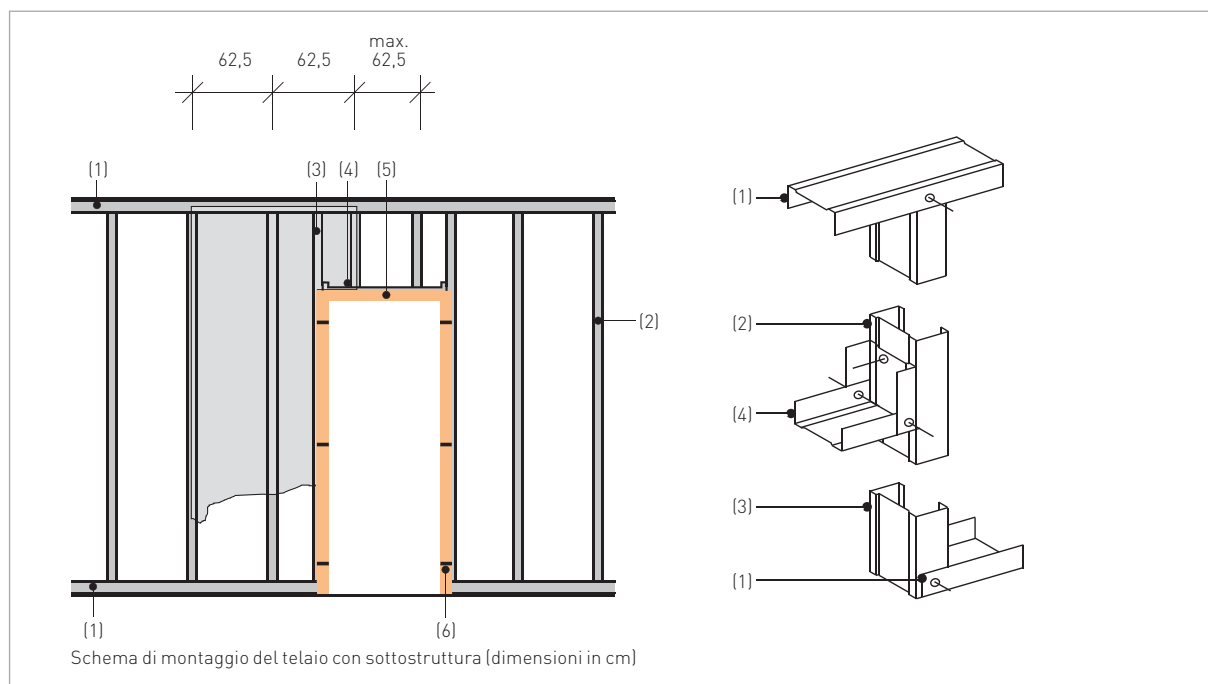 max.
62,5 62,5 62,5
(1) (3) (4) (5)
(2)
(1) (6)
(1)
(2)
(4)
(3)
(1)
Schema di montaggio del telaio con sottostruttura (dimensioni in cm)